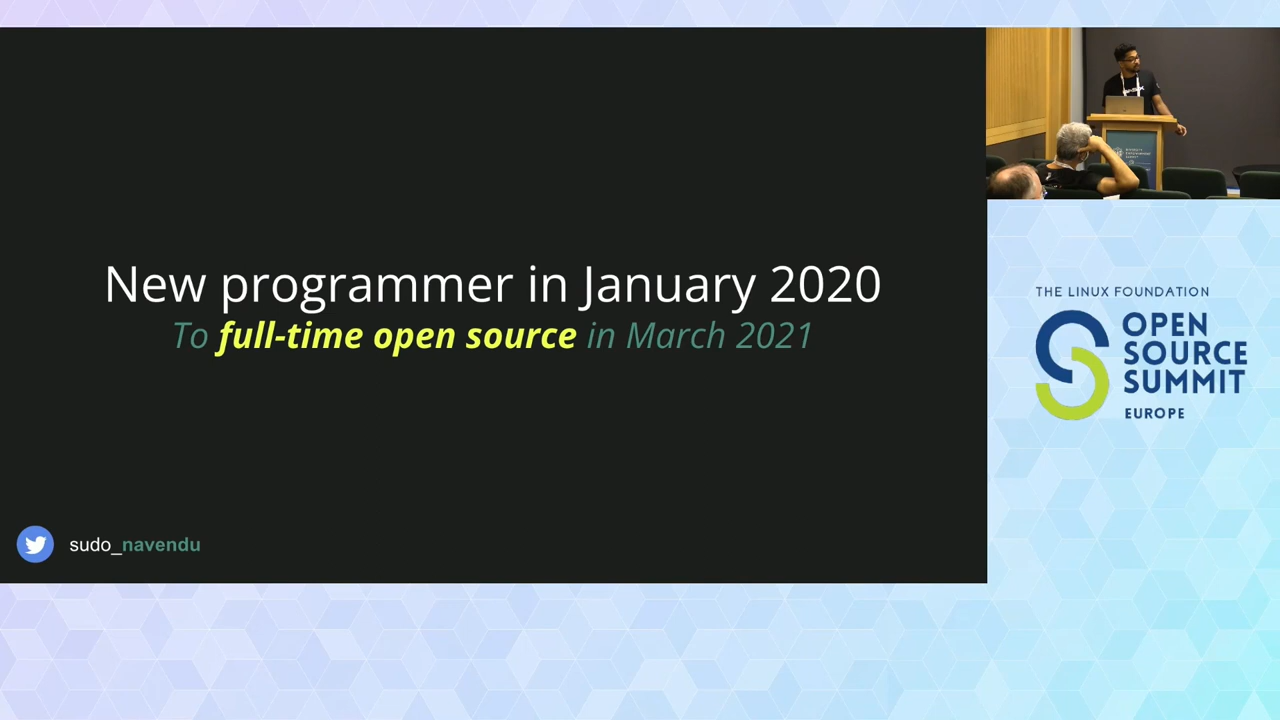 New programmer in January 2020
To full-time open source in March 2021
sudo_navendu
THE LINUX FOUNDATION
OPEN
SOURCE
SUMMIT
EUROPE